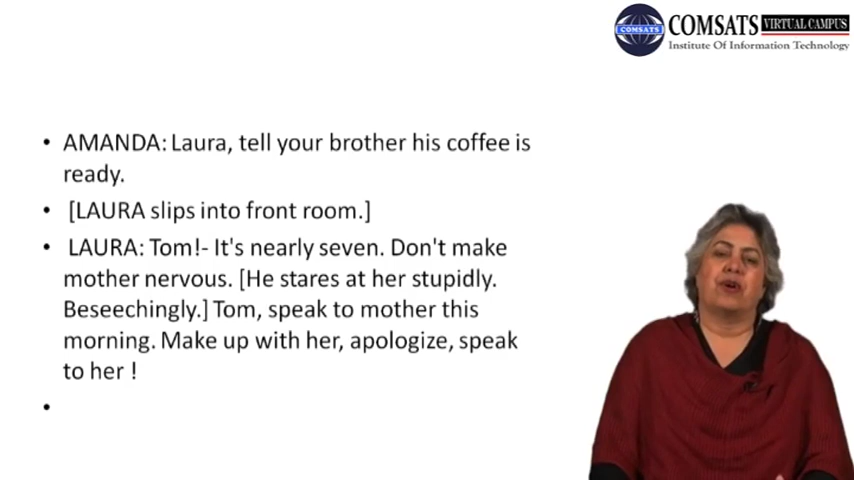 COMSATS
COMSATS VIRTUAL CAMPUS
Institute Of Information Technology
• AMANDA: Laura, tell your brother his coffee is
ready.
• [LAURA slips into front room.]
• LAURA: Tom!- It's nearly seven. Don't make
mother nervous. [He stares at her stupidly.
Beseechingly.] Tom, speak to mother this
morning. Make up with her, apologize, speak
to her !
•